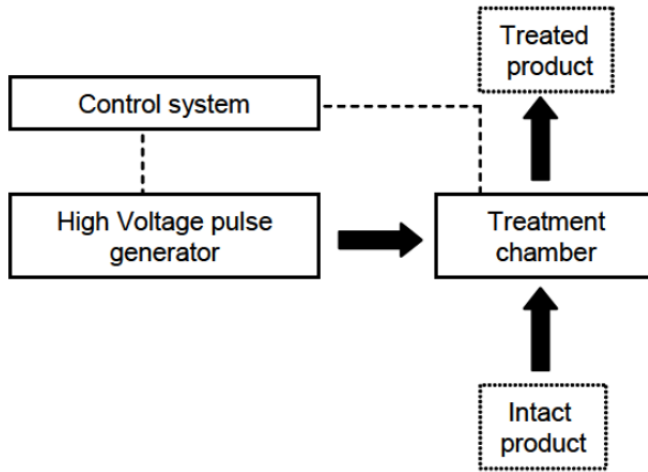 Treated
product
Control system
High Voltage pulse
generator
Treatment
chamber
Intact
product